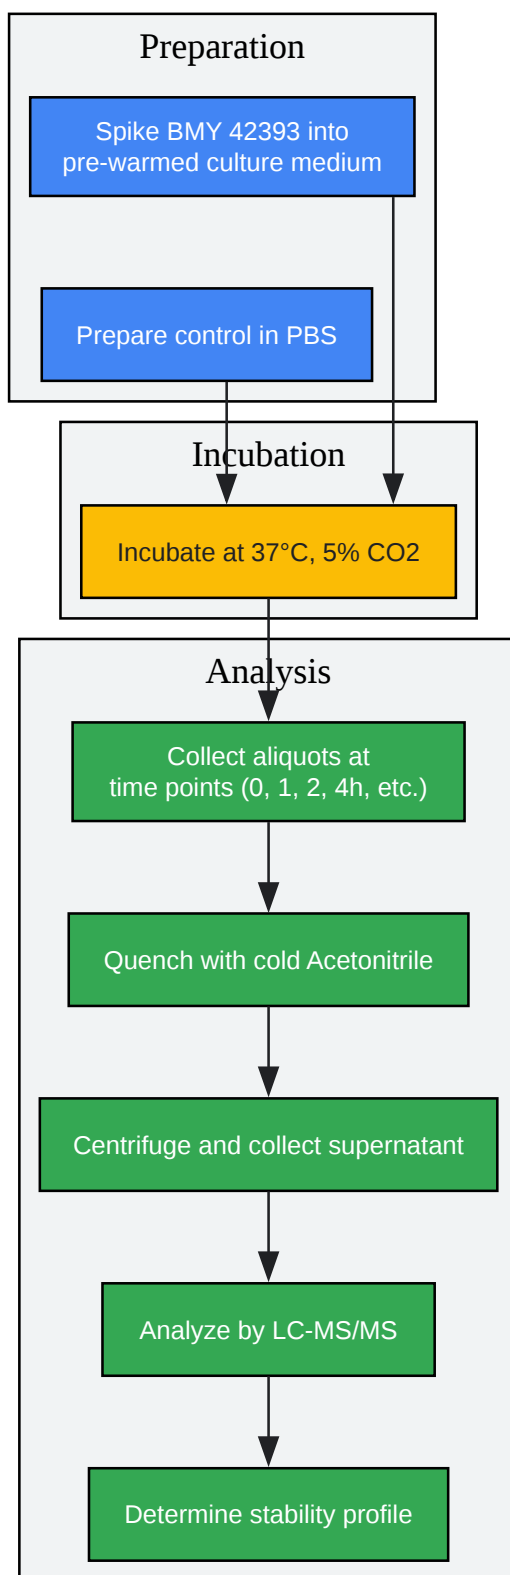 Preparation
Spike BMY 42393 into
pre-warmed culture medium
Prepare control in PBS
Incubation
Incubate at 37°C, 5% CO2
Analysis
Collect aliquots at
time points (0, 1, 2, 4h, etc.)
Quench with cold Acetonitrile
Centrifuge and collect supernatant
Analyze by LC-MS/MS
Determine stability profile